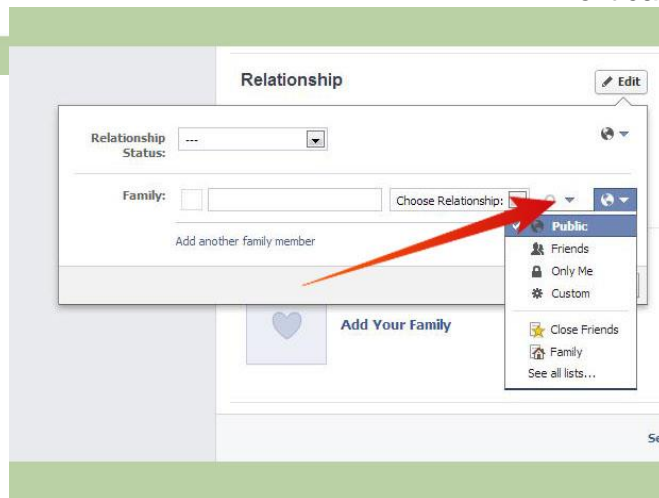 Relationship
Edit
Relationship Status:
---
Family:
Choose Relationship:
Public
Add another family member
Friends
Only Me
Custom
Add Your Family
Close Friends
Family
See all lists...